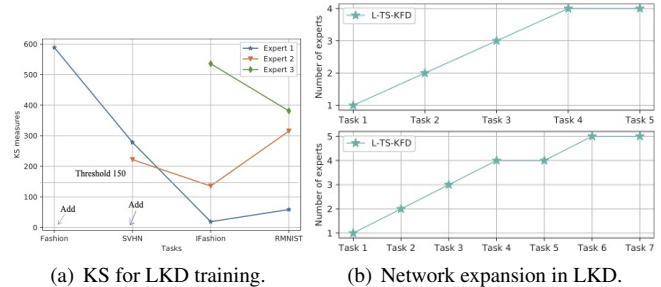 KS measures
600
500
400
300
200
100
0
Expert 1
Expert 2
Expert 3
Threshold 150
Add
Add
Fashion SVHN IFashion RMNIST
Tasks
(a) KS for LKD training.
Number of experts
4
3
2
1
L-TS-KFD
Task 1 Task 2 Task 3 Task 4 Task 5
Number of experts
5
4
3
2
1
L-TS-KFD
Task 1 Task 2 Task 3 Task 4 Task 5 Task 6 Task 7
(b) Network expansion in LKD.